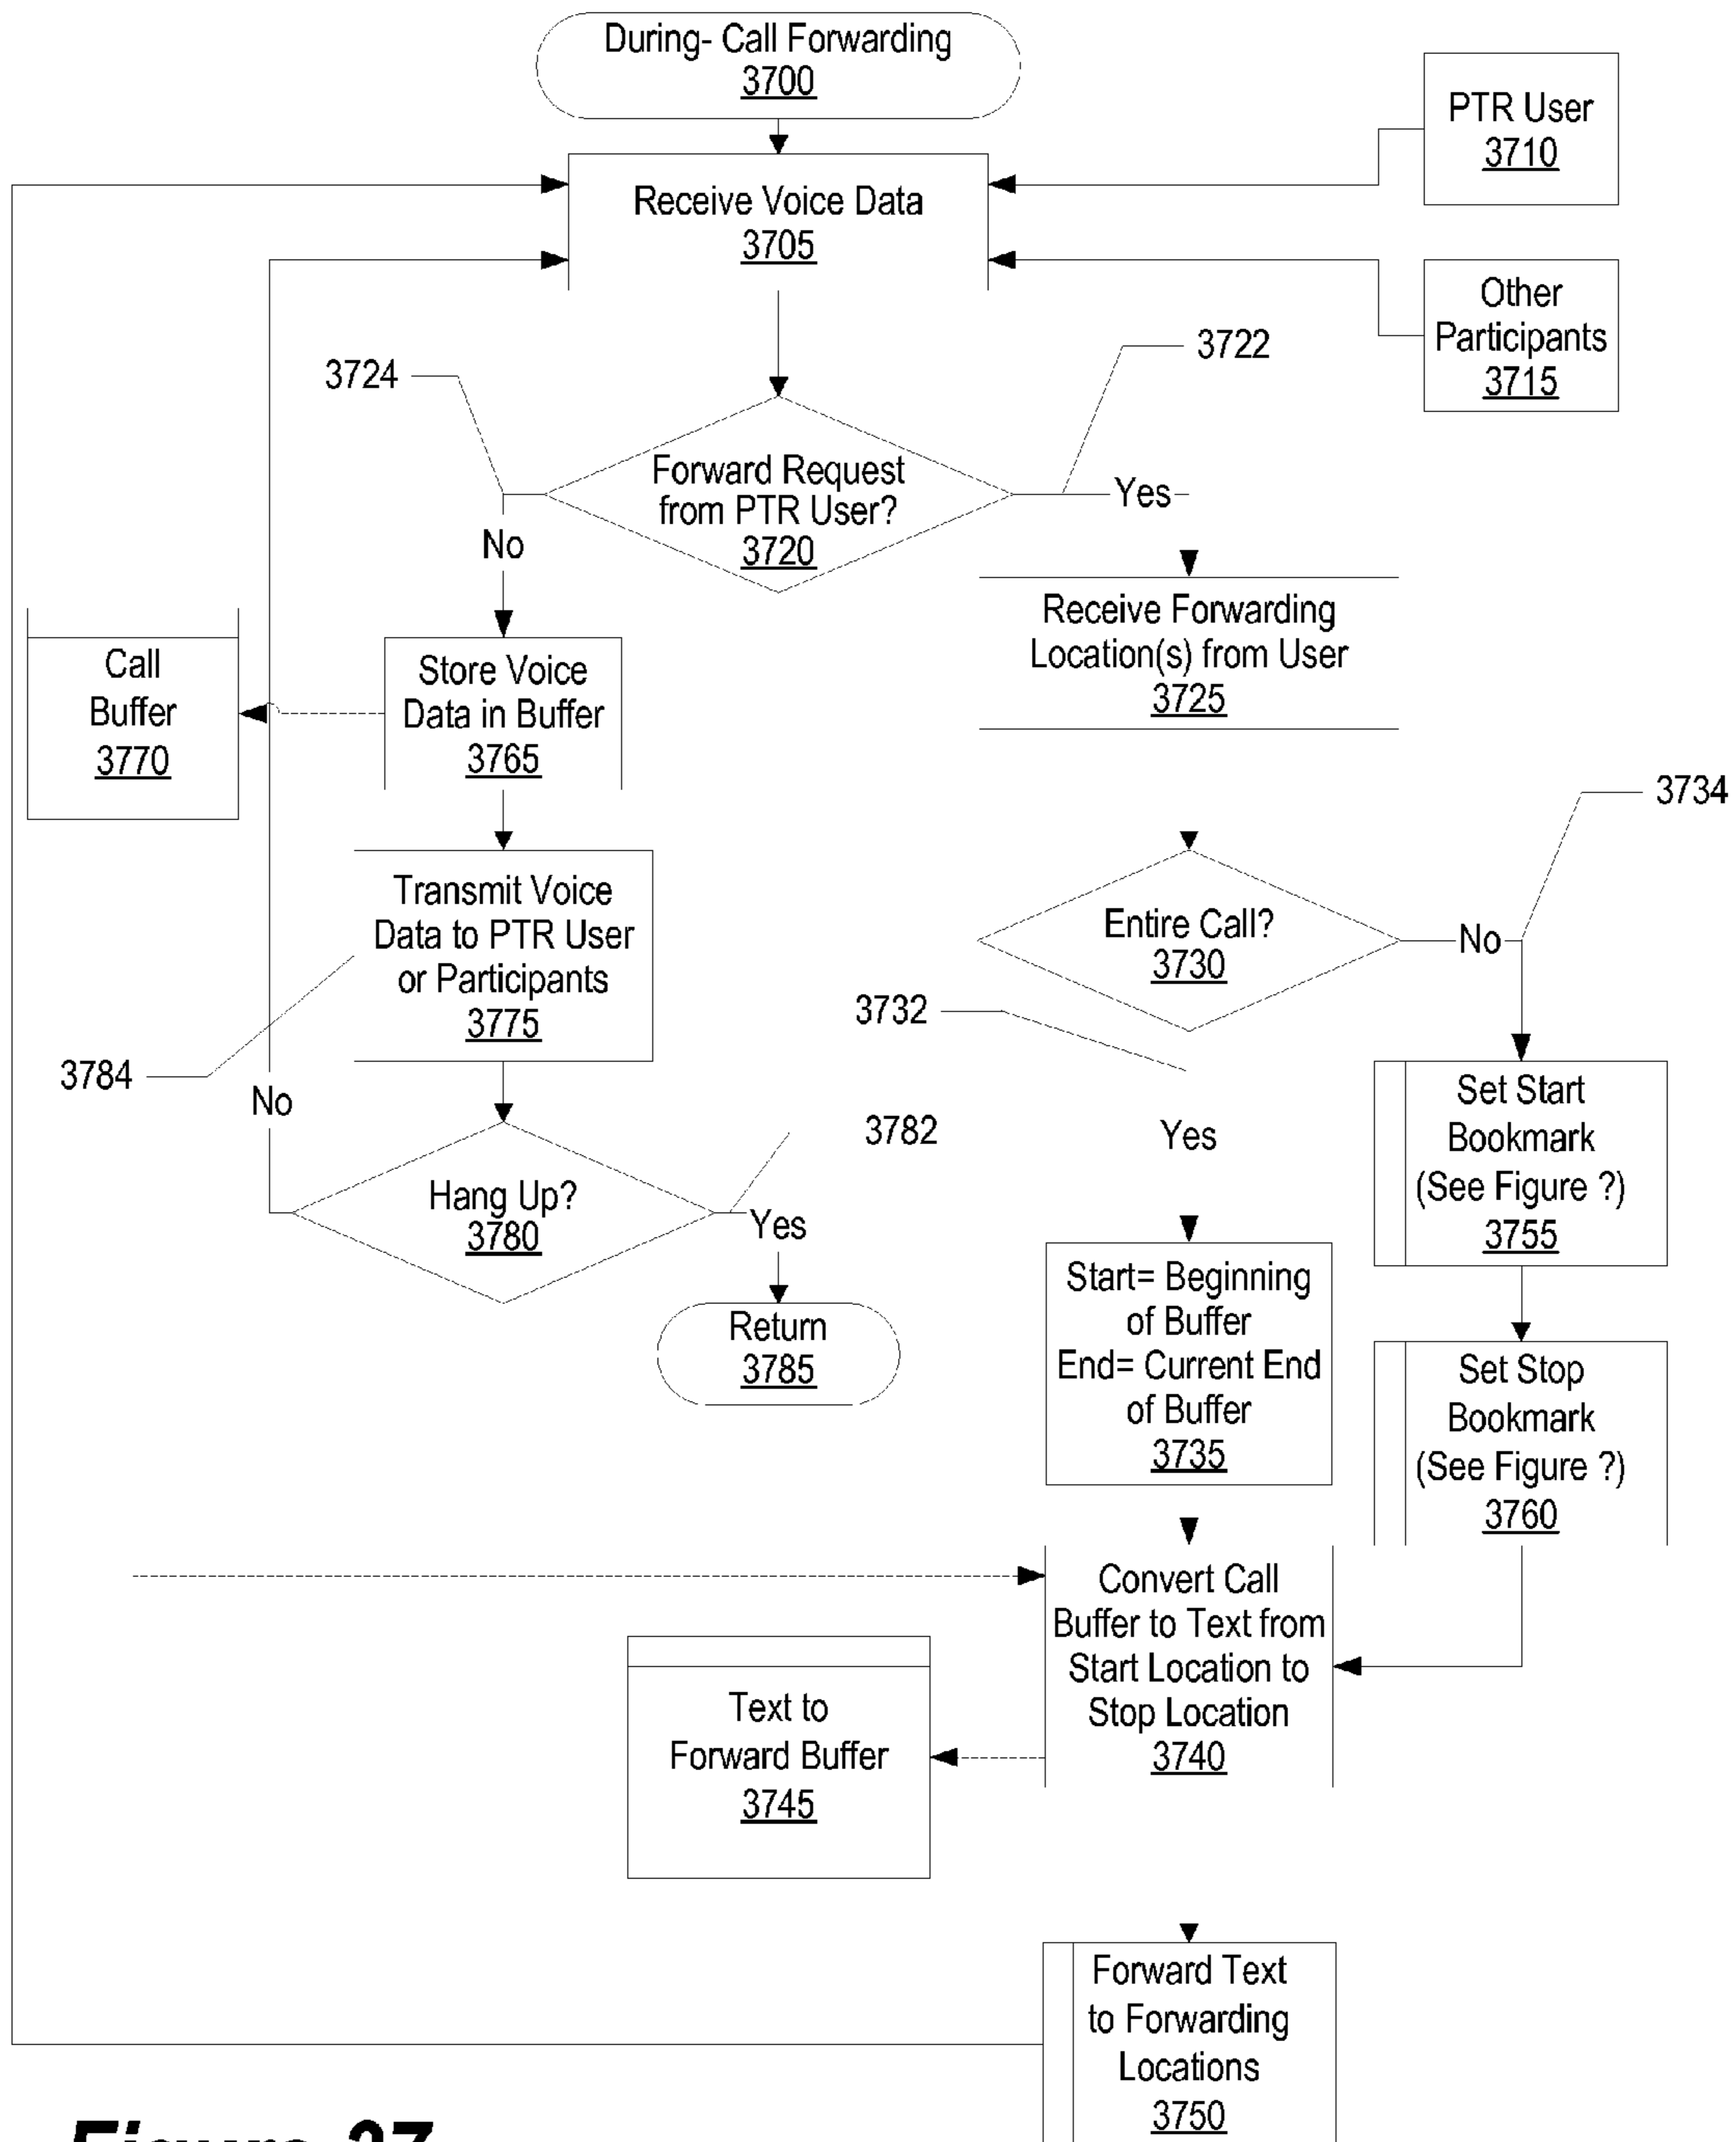 During- Call Forwarding
3700
PTR User
3710
Receive Voice Data
3705
Other
Participants
3715
3722
3724
Forward Request
from PTR User?
3720
Yes
No
Receive Forwarding
Location(s) from User
3725
Call
Buffer
3770
Store Voice
Data in Buffer
3765
3734
Transmit Voice
Data to PTR User
or Participants
3775
Entire Call?
3730
No
3732
3784
No
Set Start
Bookmark
(See Figure ?)
3755
3782
Yes
Hang Up?
3780
Yes
Start= Beginning
of Buffer
End= Current End
of Buffer
3735
Return
3785
Set Stop
Bookmark
(See Figure ?)
3760
Convert Call
Buffer to Text from
Start Location to
Stop Location
3740
Text to
Forward Buffer
3745
Forward Text
to Forwarding
Locations
3750
Figure 37